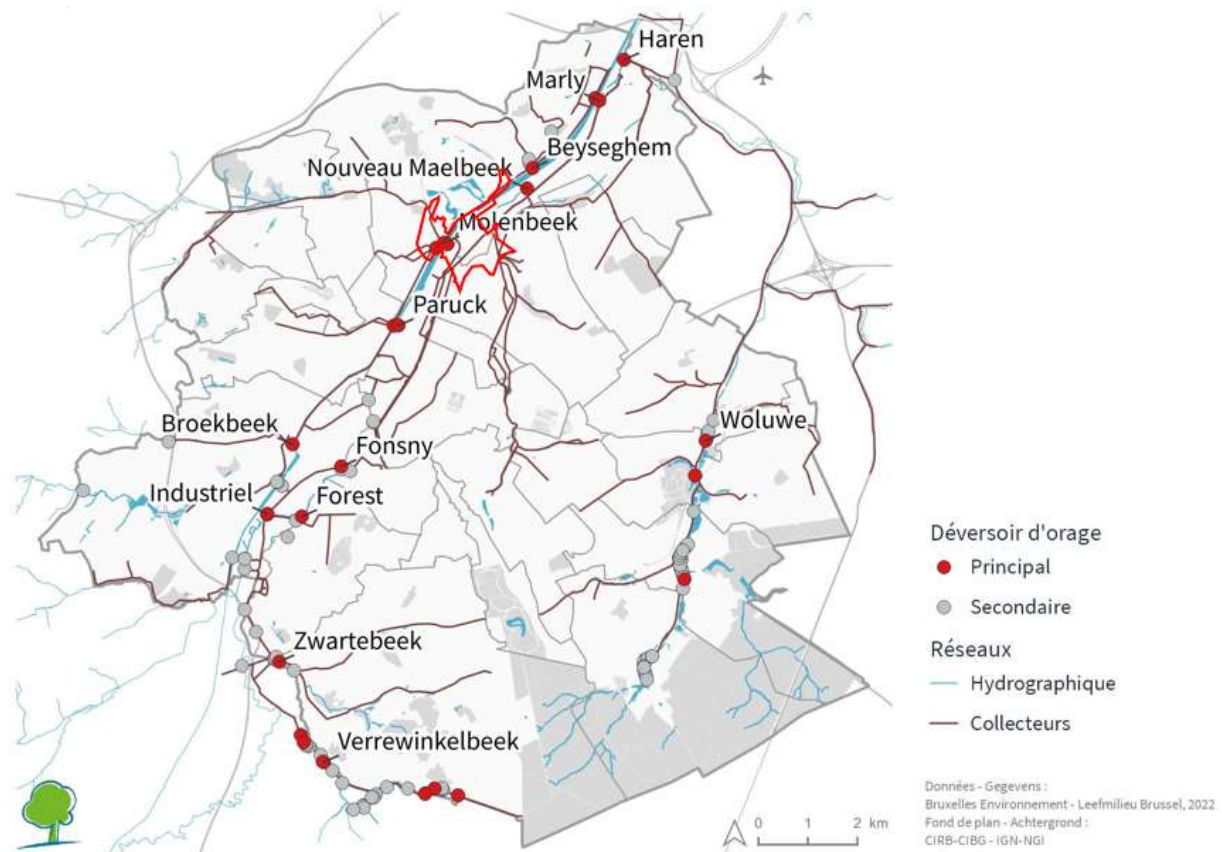 Haren
Marly
Beyseghem
Nouveau Maelbeek
Molenbeek
Paruck
Broekbeek
Fonsny
Woluwe
Industriel
Forest
Zwartebeek
Verrewinkelbeek
Déversoir d'orage
Principal
Secondaire
Réseaux
Hydrographique
Collecteurs
Données - Gegevens :
Bruxelles Environnement - Leefmilieu Brussel, 2022
Fond de plan - Achtergrond :
CIRB-CIBG - IGN-NGI
0 1 2 km